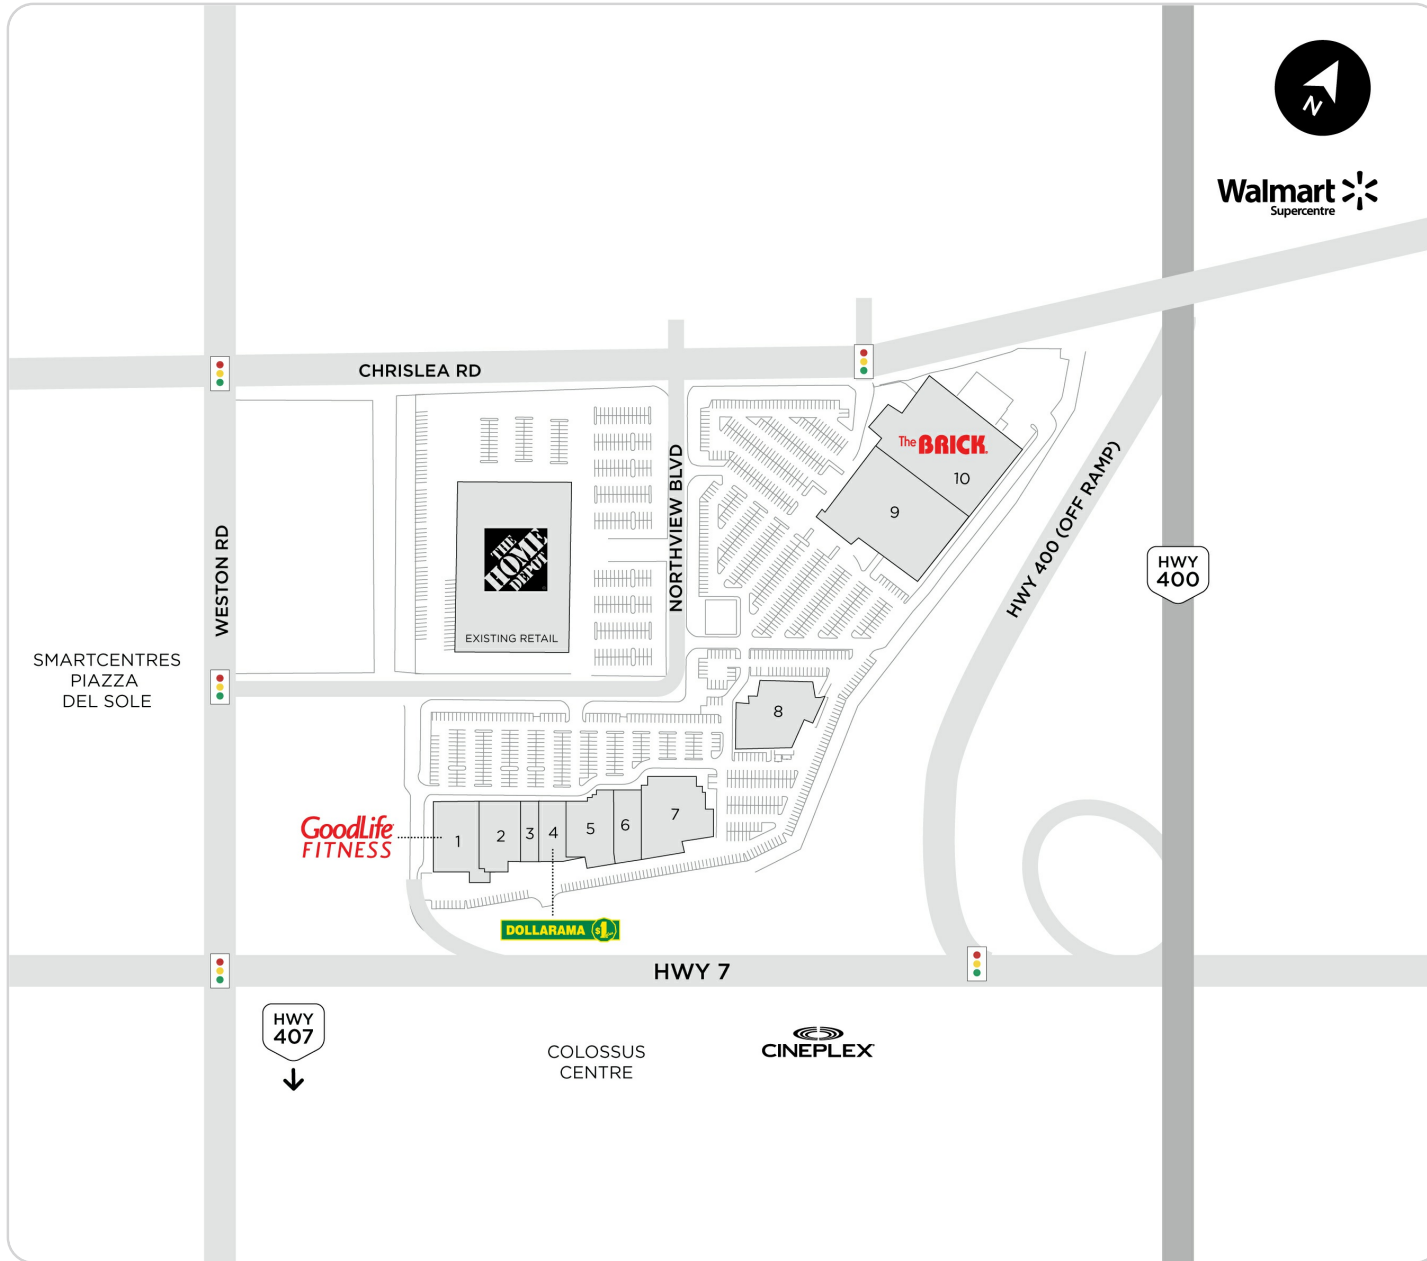 N
Walmart
Supercentre
CHRISLEA RD
The BRICK
10
9
NORTHVIEW BLVD
HWY 400 (OFF RAMP)
WESTON RD
THE
HOME
DEPOT
EXISTING RETAIL
HWY
400
SMARTCENTRES
PIAZZA
DEL SOLE
8
GoodLife
FITNESS
1
2
3
4
5
6
7
DOLLARAMA $1
HWY 7
HWY
407
COLOSSUS
CENTRE
CINEPLEX